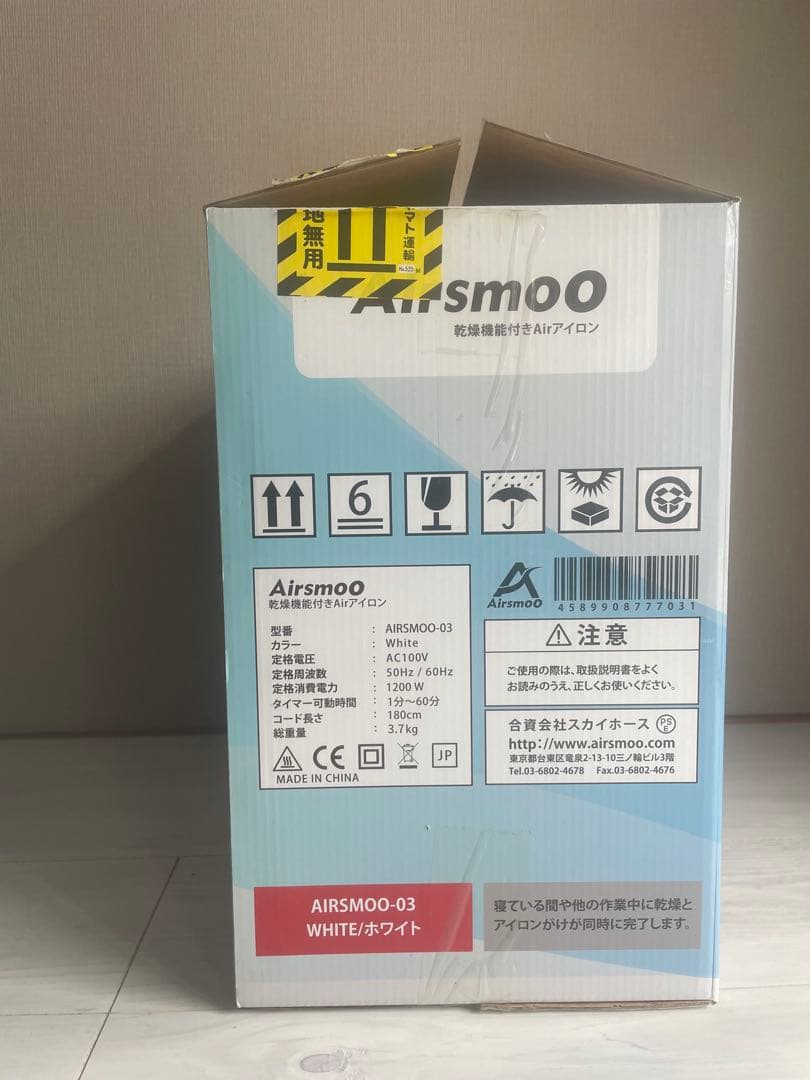 地無用
マト運輸
No.525
Airsmoo
乾燥機能付きAirアイロン
6
Airsmoo
乾燥機能付きAirアイロン
型番 : AIRSMOO-03
カラー : White
定格電圧 : AC100V
定格周波数 : 50Hz / 60Hz
定格消費電力 : 1200 W
タイマー可動時間 : 1分～60分
コード長さ : 180cm
総重量 : 3.7kg
CE
JP
MADE IN CHINA
Airsmoo
4589908777031
注意
ご使用の際は、取扱説明書をよく
お読みのうえ、正しくお使いください。
合資会社スカイホース PSE
http://www.airsmoo.com
東京都台東区竜泉2-13-10三ノ輪ビル3階
Tel.03-6802-4678 Fax.03-6802-4676
AIRSMOO-03
WHITE/ホワイト
寝ている間や他の作業中に乾燥と
アイロンがけが同時に完了します。